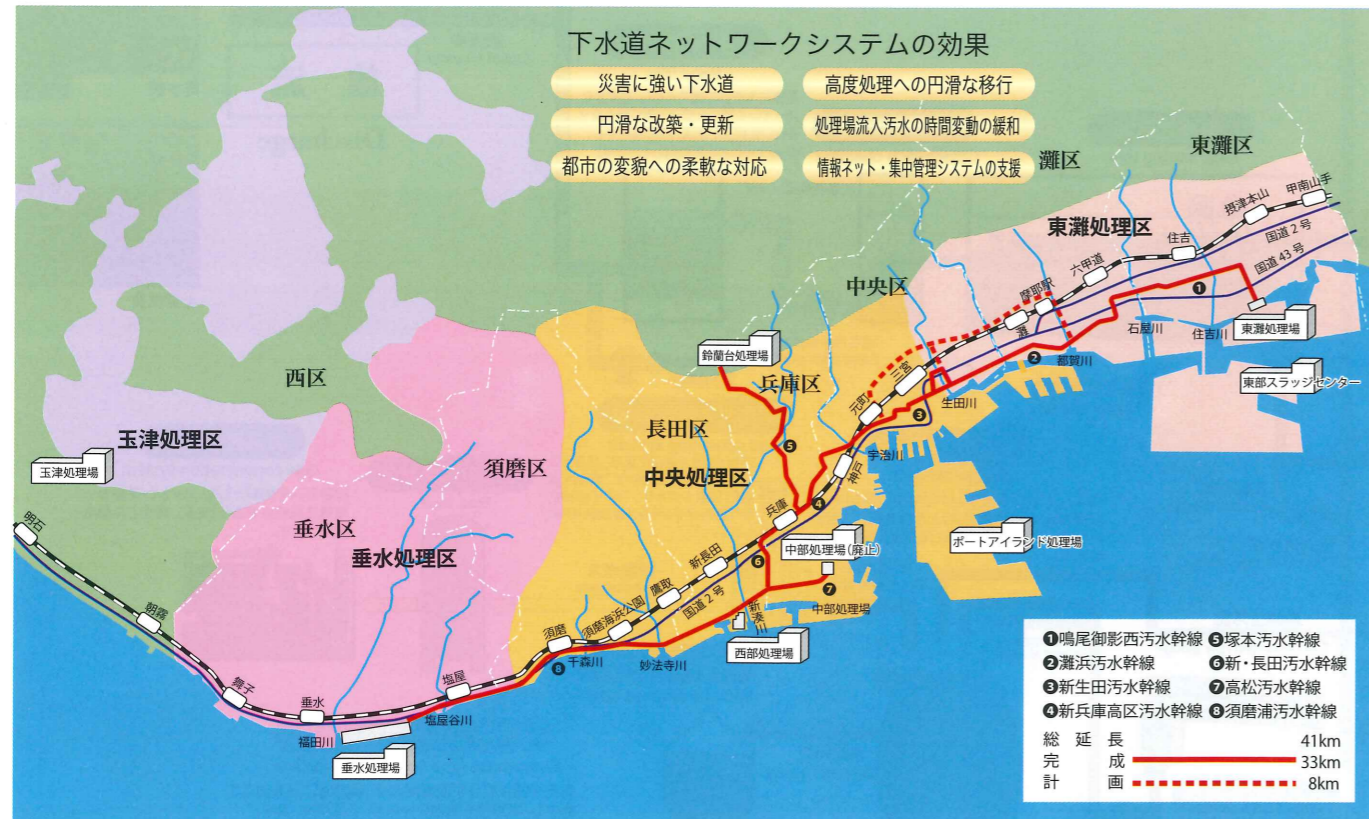 下水道ネットワークシステムの効果
災害に強い下水道
高度処理への円滑な移行
円滑な改築・更新
処理場流入汚水の時間変動の緩和
都市の変貌への柔軟な対応
情報ネット・集中管理システムの支援
東灘区
灘区
甲南山手
摂津本山
東灘処理区
住吉
国道2号
国道43号
六甲道
摩耶駅
灘
中央区
❶
石屋川
住吉川
東灘処理場
❷
都賀川
東部スラッジセンター
鈴蘭台処理場
兵庫区
三宮
元町
生田川
❸
西区
長田区
❺
宇治川
神戸
玉津処理区
須磨区
中央処理区
玉津処理場
❹
兵庫
明石
垂水区
垂水処理区
中部処理場(廃止)
ポートアイランド処理場
新長田
❻
鷹取
❼
中部処理場
国道2号
新湊川
朝霧
須磨海浜公園
須磨
西部処理場
千森川
妙法寺川
❽
舞子
垂水
塩屋
塩屋谷川
福田川
垂水処理場
❶鳴尾御影西汚水幹線 ❺塚本汚水幹線
❷灘浜汚水幹線 ❻新・長田汚水幹線
❸新生田汚水幹線 ❼高松汚水幹線
❹新兵庫高区汚水幹線 ❽須磨浦汚水幹線
総延長 41km
完成 33km
計画 8km